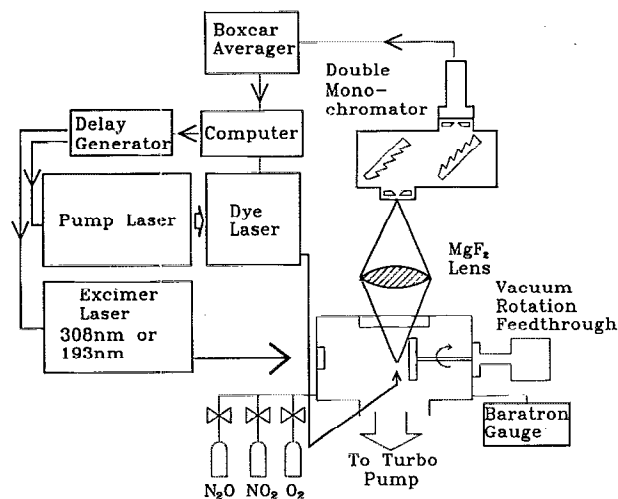 Boxcar
Averager
Double
Mono-
chromator
Delay
Generator
Computer
Pump Laser
Dye
Laser
MgF₂
Lens
Excimer
Laser
308nm or
193nm
Vacuum
Rotation
Feedthrough
Baratron
Gauge
N₂O NO₂ O₂
To Turbo
Pump